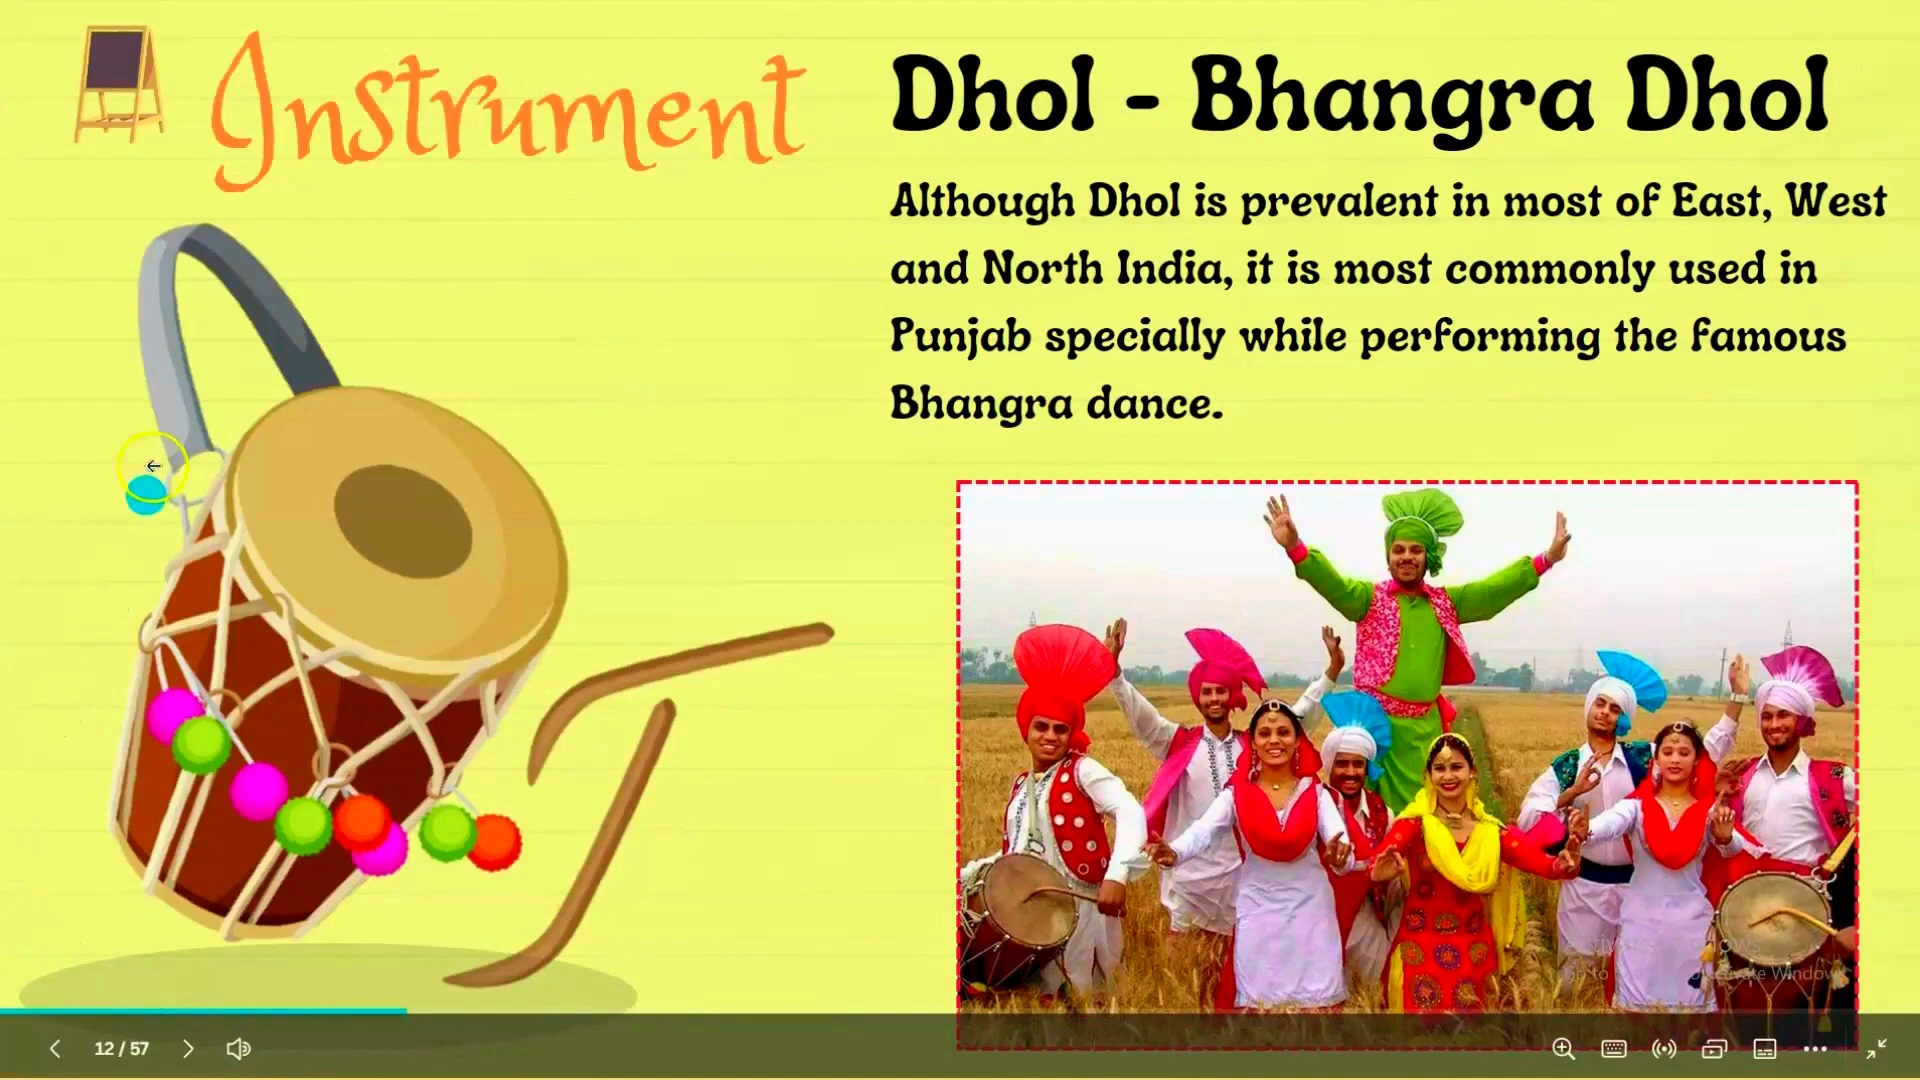 Instrument
Dhol - Bhangra Dhol
Although Dhol is prevalent in most of East, West
and North India, it is most commonly used in
Punjab specially while performing the famous
Bhangra dance.
12 / 57